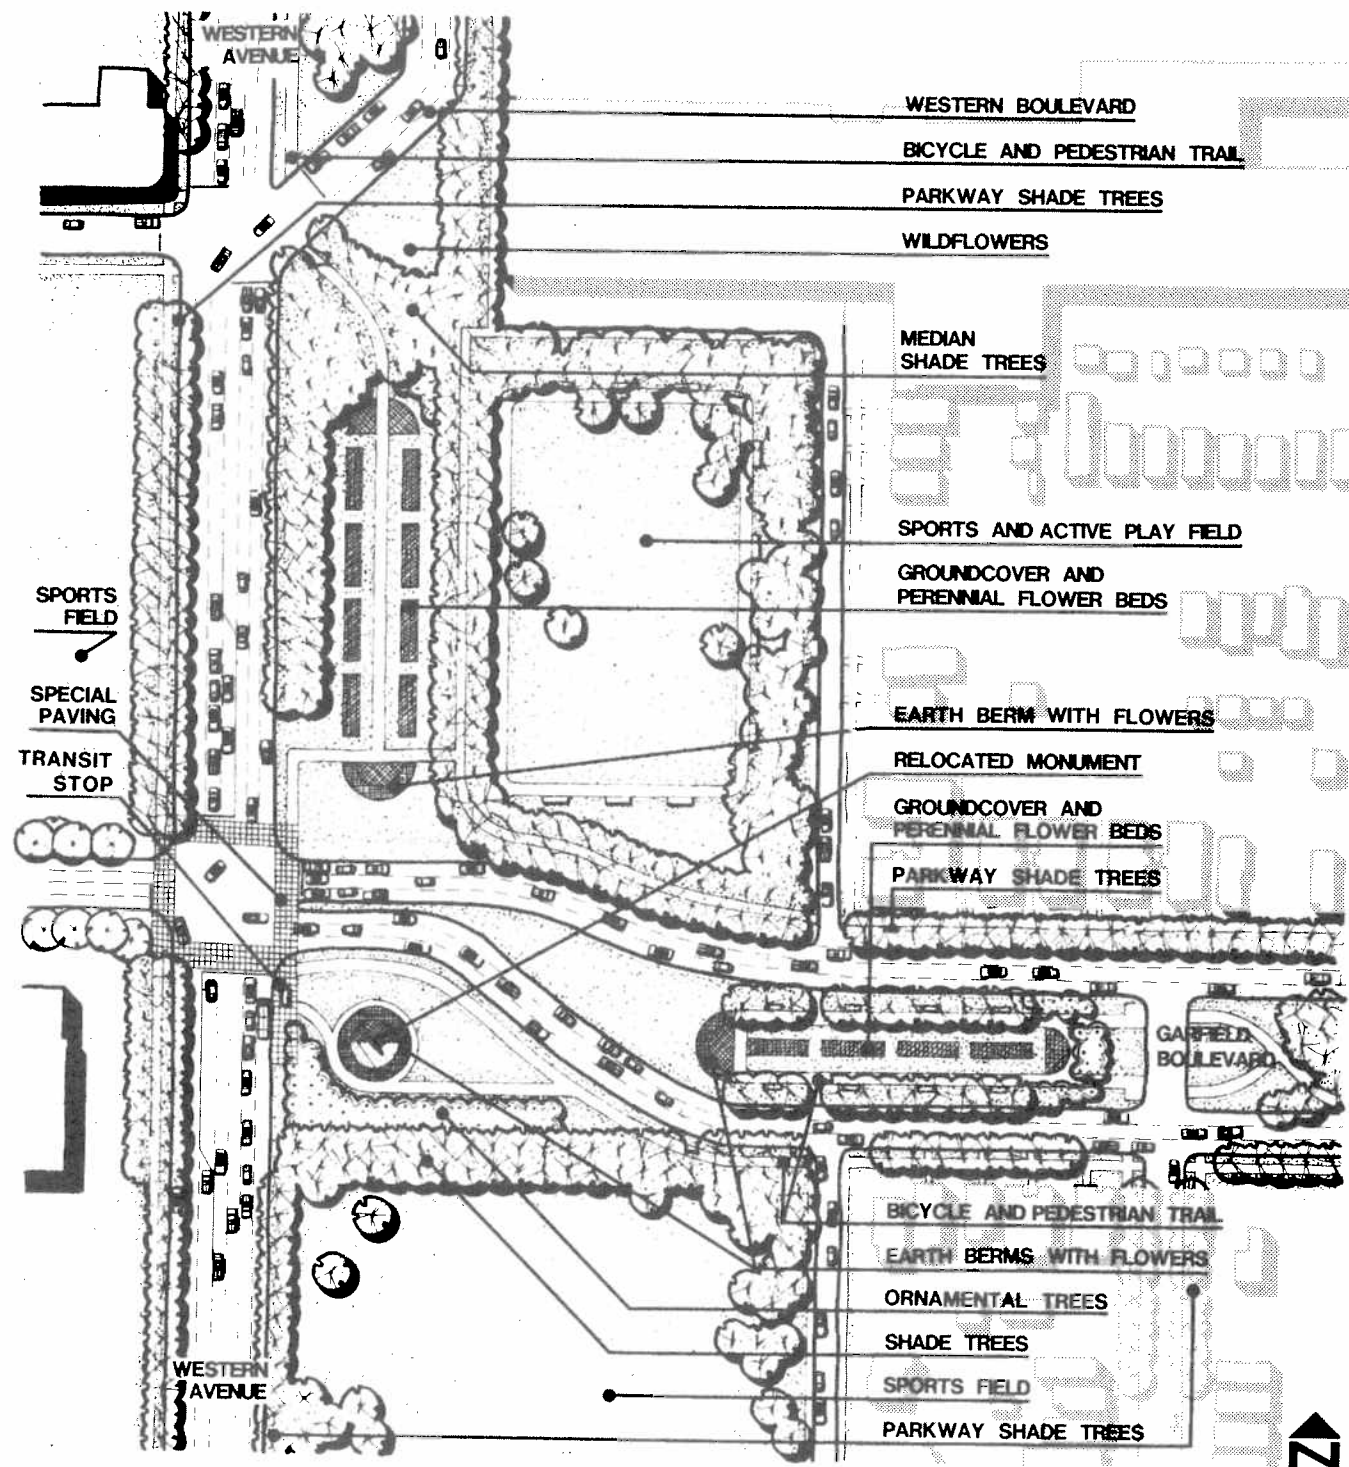 WESTERN
AVENUE
WESTERN BOULEVARD
BICYCLE AND PEDESTRIAN TRAIL
PARKWAY SHADE TREES
WILDFLOWERS
MEDIAN
SHADE TREES
SPORTS AND ACTIVE PLAY FIELD
GROUNDCOVER AND
PERENNIAL FLOWER BEDS
SPORTS
FIELD
SPECIAL
PAVING
TRANSIT
STOP
EARTH BERM WITH FLOWERS
RELOCATED MONUMENT
GROUNDCOVER AND
PERENNIAL FLOWER BEDS
PARKWAY SHADE TREES
GARFIELD
BOULEVARD
BICYCLE AND PEDESTRIAN TRAIL
EARTH BERMS WITH FLOWERS
ORNAMENTAL TREES
SHADE TREES
SPORTS FIELD
PARKWAY SHADE TREES
WESTERN
AVENUE
N